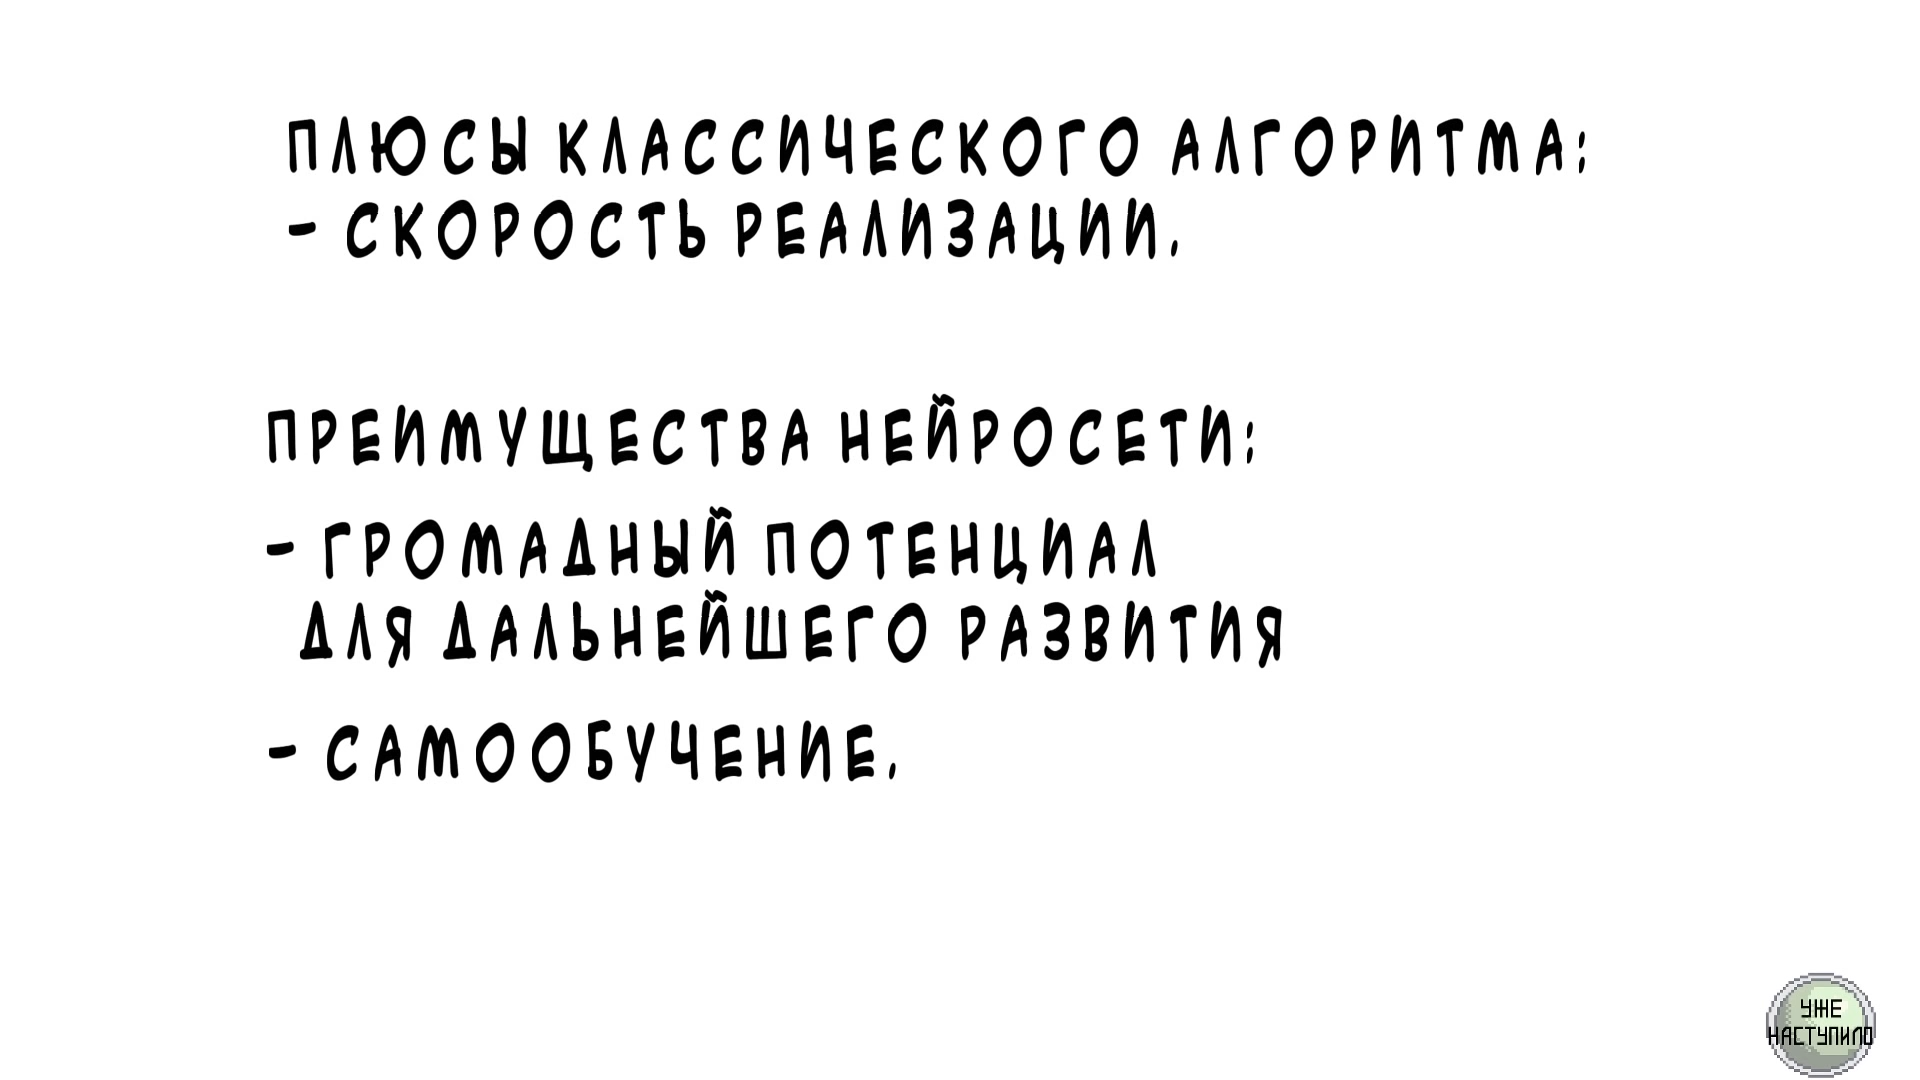 ПЛЮСЫ КЛАССИЧЕСКОГО АЛГОРИТМА:
- СКОРОСТЬ РЕАЛИЗАЦИИ.
ПРЕИМУЩЕСТВА НЕЙРОСЕТИ:
- ГРОМАДНЫЙ ПОТЕНЦИАЛ
ДЛЯ ДАЛЬНЕЙШЕГО РАЗВИТИЯ
- САМООБУЧЕНИЕ.
УЖЕ
НАСТУПИЛО